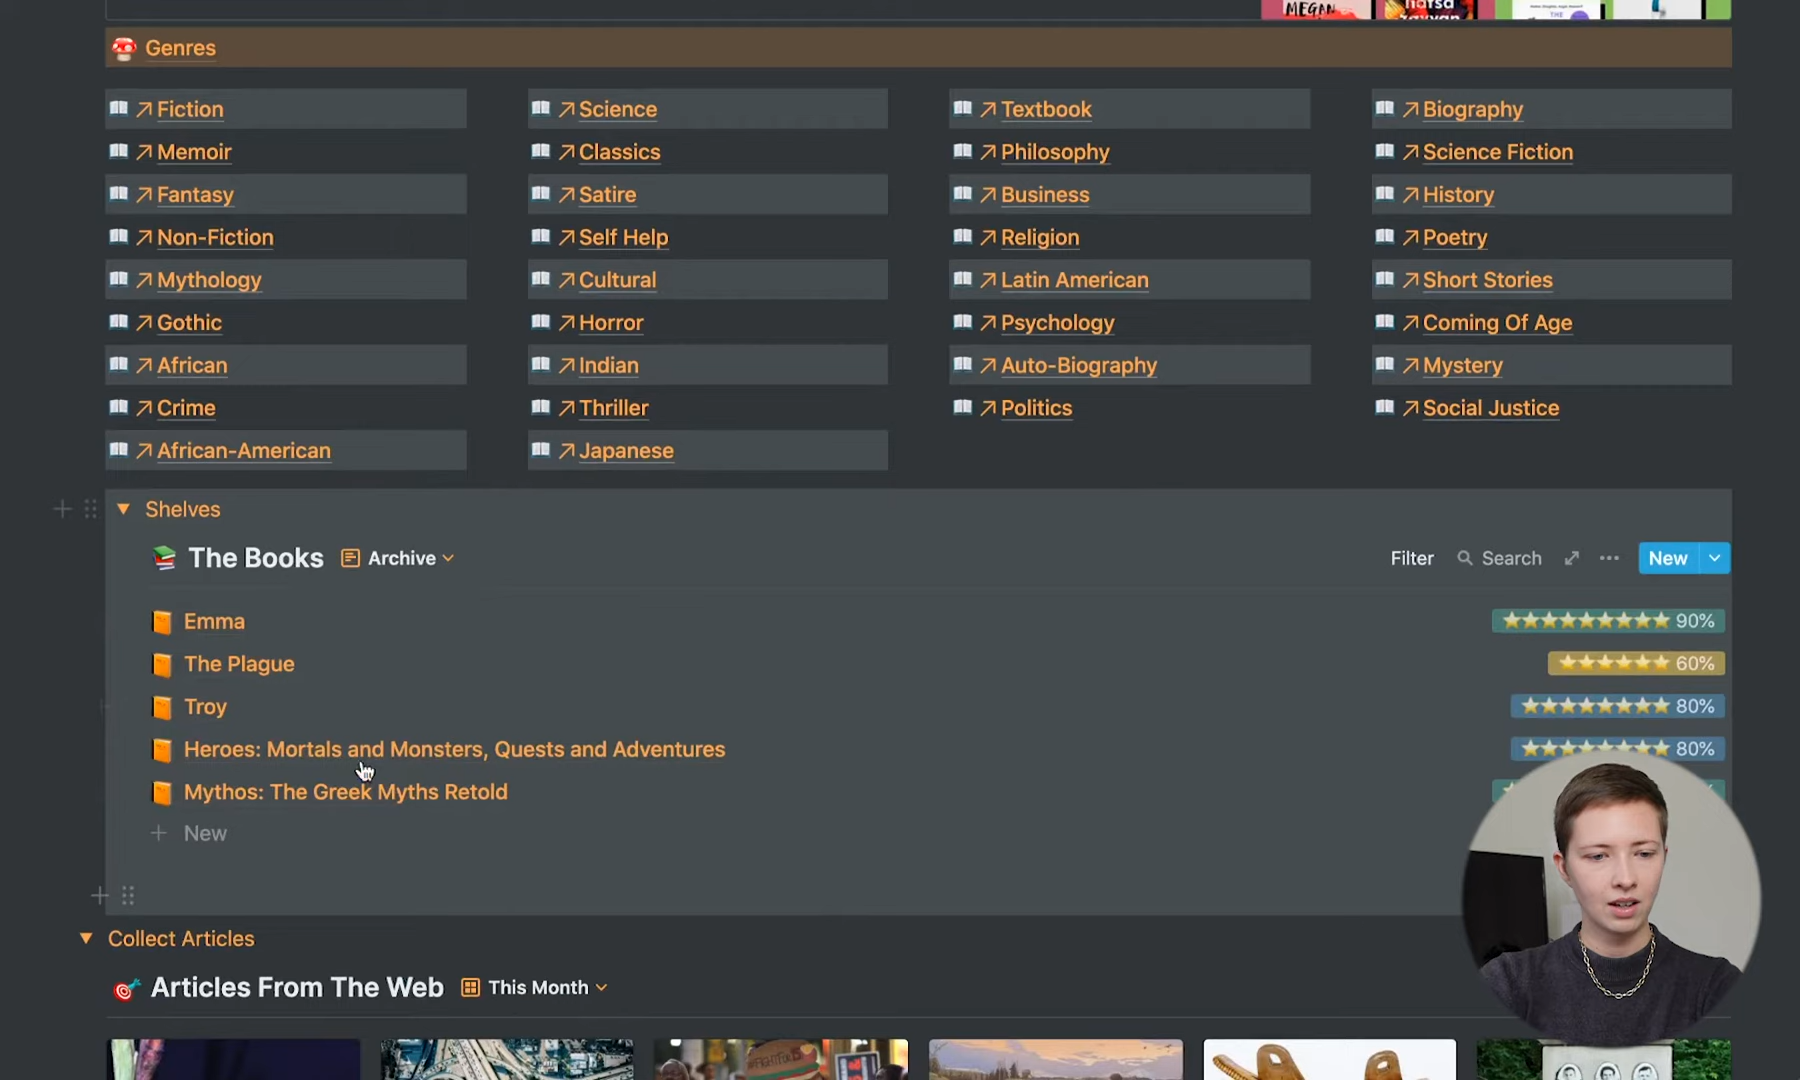 MEGAN
Genres
Fiction Science Textbook Biography
Memoir Classics Philosophy Science Fiction
Fantasy Satire Business History
Non-Fiction Self Help Religion Poetry
Mythology Cultural Latin American Short Stories
Gothic Horror Psychology Coming Of Age
African Indian Auto-Biography Mystery
Crime Thriller Politics Social Justice
African-American Japanese
Shelves
The Books Archive Filter Search New
Emma 90%
The Plague 60%
Troy 80%
Heroes: Mortals and Monsters, Quests and Adventures 80%
Mythos: The Greek Myths Retold
New
Collect Articles
Articles From The Web This Month